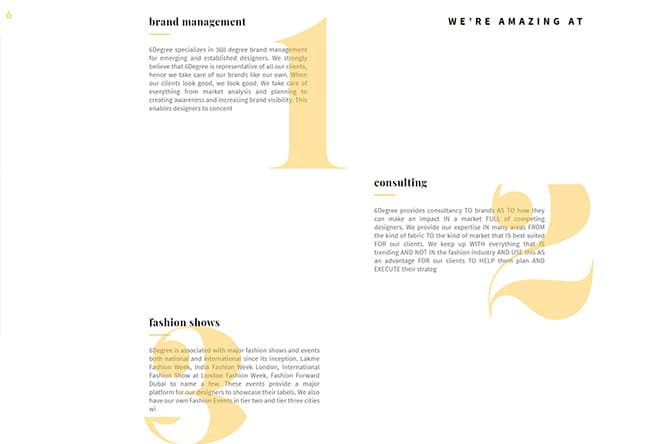 WE'RE AMAZING AT
1
brand management
6Degree specializes in 360 degree brand management
for emerging and established designers. We strongly
believe that 6Degree is representative of all our clients,
hence we take care of our brands like our own. When
our clients look good, we look good. We take care of
everything from market analysis and planning to
creating awareness and increasing brand visibility. This
enables designers to concent
2
consulting
6Degree provides consultancy TO brands AS TO how they
can make an impact IN a market FULL of competing
designers. We provide our expertise IN many areas FROM
the kind of fabric TO the kind of market that IS best suited
FOR our clients. We keep up WITH everything that IS
trending AND NOT IN the fashion industry AND USE this AS
an advantage FOR our clients TO HELP them plan AND
EXECUTE their strateg
3
fashion shows
6Degree is associated with major fashion shows and events
both national and international since its inception. Lakme
Fashion Week, India Fashion Week London, International
Fashion Show at London Fashion Week, Fashion Forward
Dubai to name a few. These events provide a major
platform for our designers to showcase their labels. We also
have our own Fashion Events in tier two and tier three cities
wi